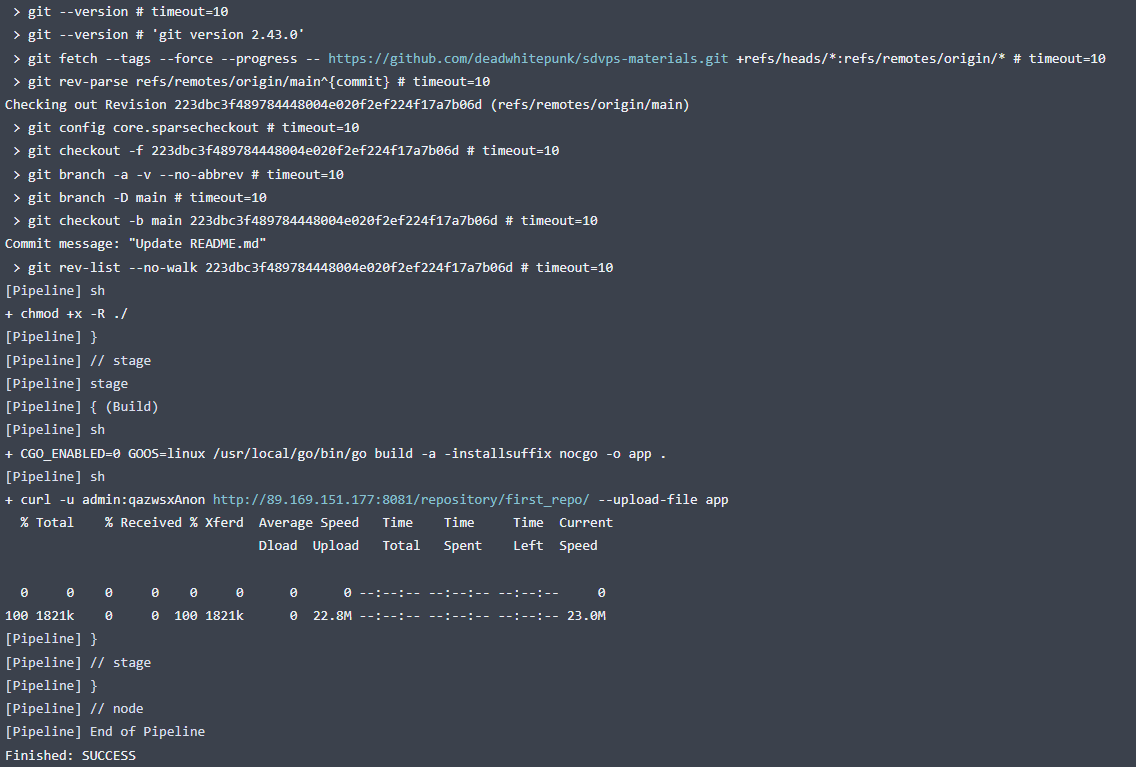 > git --version # timeout=10
> git --version # 'git version 2.43.0'
> git fetch --tags --force --progress -- https://github.com/deadwhitepunk/sdvps-materials.git +refs/heads/*:refs/remotes/origin/* # timeout=10
> git rev-parse refs/remotes/origin/main^{commit} # timeout=10
Checking out Revision 223dbc3f489784448004e020f2ef224f17a7b06d (refs/remotes/origin/main)
> git config core.sparsecheckout # timeout=10
> git checkout -f 223dbc3f489784448004e020f2ef224f17a7b06d # timeout=10
> git branch -a -v --no-abbrev # timeout=10
> git branch -D main # timeout=10
> git checkout -b main 223dbc3f489784448004e020f2ef224f17a7b06d # timeout=10
Commit message: "Update README.md"
> git rev-list --no-walk 223dbc3f489784448004e020f2ef224f17a7b06d # timeout=10
[Pipeline] sh
+ chmod +x -R ./
[Pipeline] }
[Pipeline] // stage
[Pipeline] stage
[Pipeline] { (Build)
[Pipeline] sh
+ CGO_ENABLED=0 GOOS=linux /usr/local/go/bin/go build -a -installsuffix nocgo -o app .
[Pipeline] sh
+ curl -u admin:qazwsxAnon http://89.169.151.177:8081/repository/first_repo/ --upload-file app
% Total % Received % Xferd Average Speed Time Time Time Current
Dload Upload Total Spent Left Speed
0 0 0 0 0 0 0 0 --:--:-- --:--:-- --:--:-- 0
100 1821k 0 0 100 1821k 0 22.8M --:--:-- --:--:-- --:--:-- 23.0M
[Pipeline] }
[Pipeline] // stage
[Pipeline] }
[Pipeline] // node
[Pipeline] End of Pipeline
Finished: SUCCESS